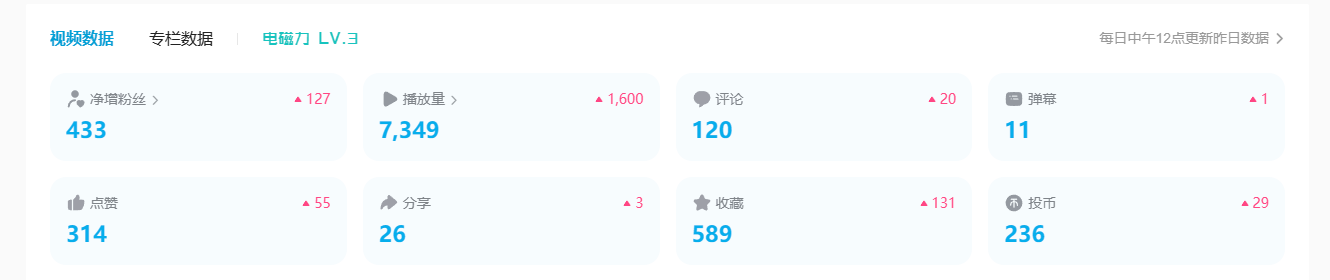 视频数据 专栏数据 电磁力 LV.3 每日中午12点更新昨日数据
净增粉丝 127 播放量 1,600 评论 20 弹幕 1
433 7,349 120 11
点赞 55 分享 3 收藏 131 投币 29
314 26 589 236